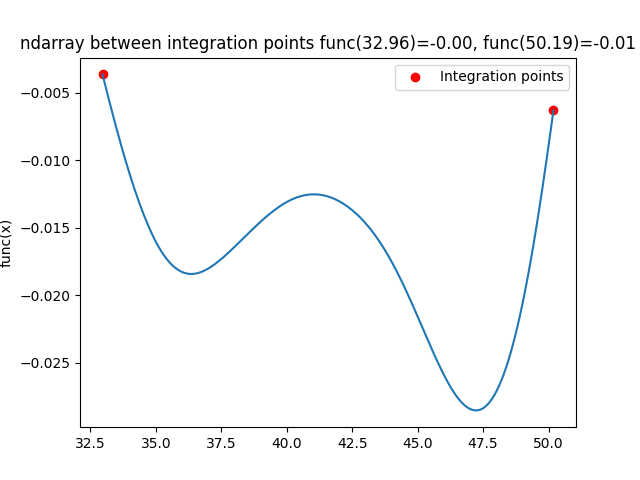 ndarray between integration points func(32.96)=-0.00, func(50.19)=-0.01
Integration points
func(x)
−0.005
−0.010
−0.015
−0.020
−0.025
32.5 35.0 37.5 40.0 42.5 45.0 47.5 50.0